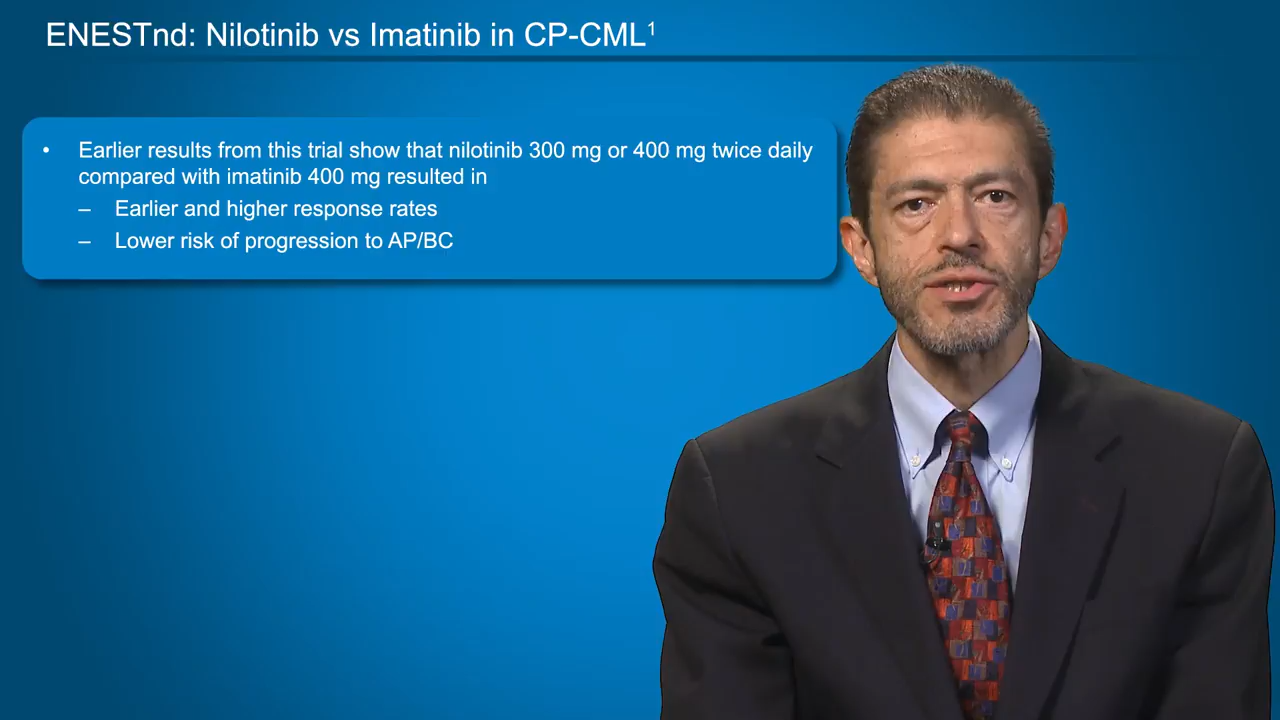 ENESTnd: Nilotinib vs Imatinib in CP-CML¹
• Earlier results from this trial show that nilotinib 300 mg or 400 mg twice daily
compared with imatinib 400 mg resulted in
– Earlier and higher response rates
– Lower risk of progression to AP/BC